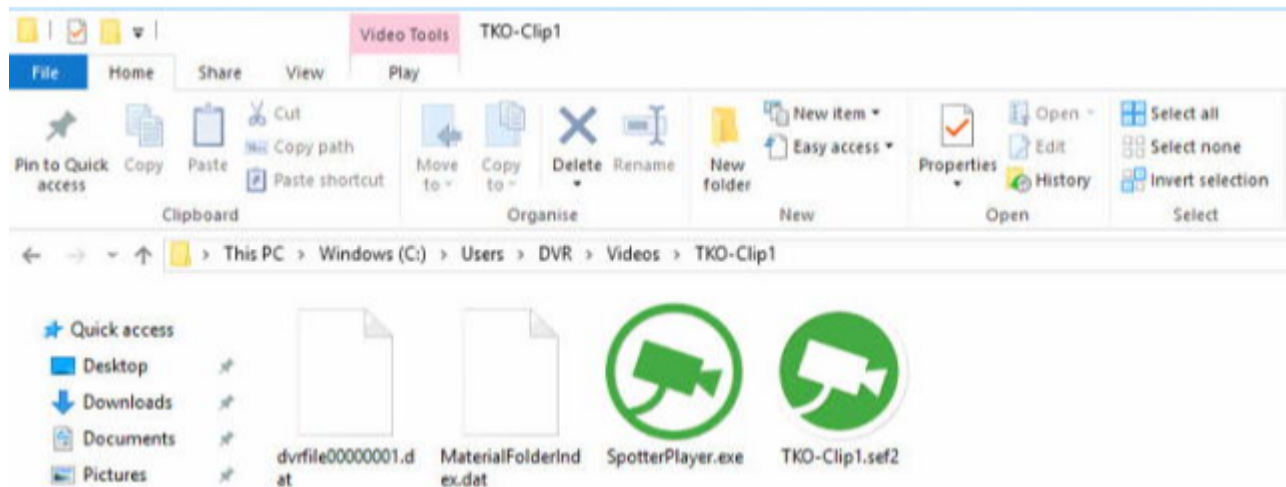 Video Tools TKO-Clip1
File Home Share View Play
Pin to Quick access
Copy
Paste
Cut
Copy path
Paste shortcut
Clipboard
Move to
Copy to
Delete
Rename
Organise
New folder
New item
Easy access
New
Properties
Open
Edit
History
Open
Select all
Select none
Invert selection
Select
This PC > Windows (C:) > Users > DVR > Videos > TKO-Clip1
Quick access
Desktop
Downloads
Documents
Pictures
dvrfile00000001.d
at
MaterialFolderInd
ex.dat
SpotterPlayer.exe
TKO-Clip1.sef2